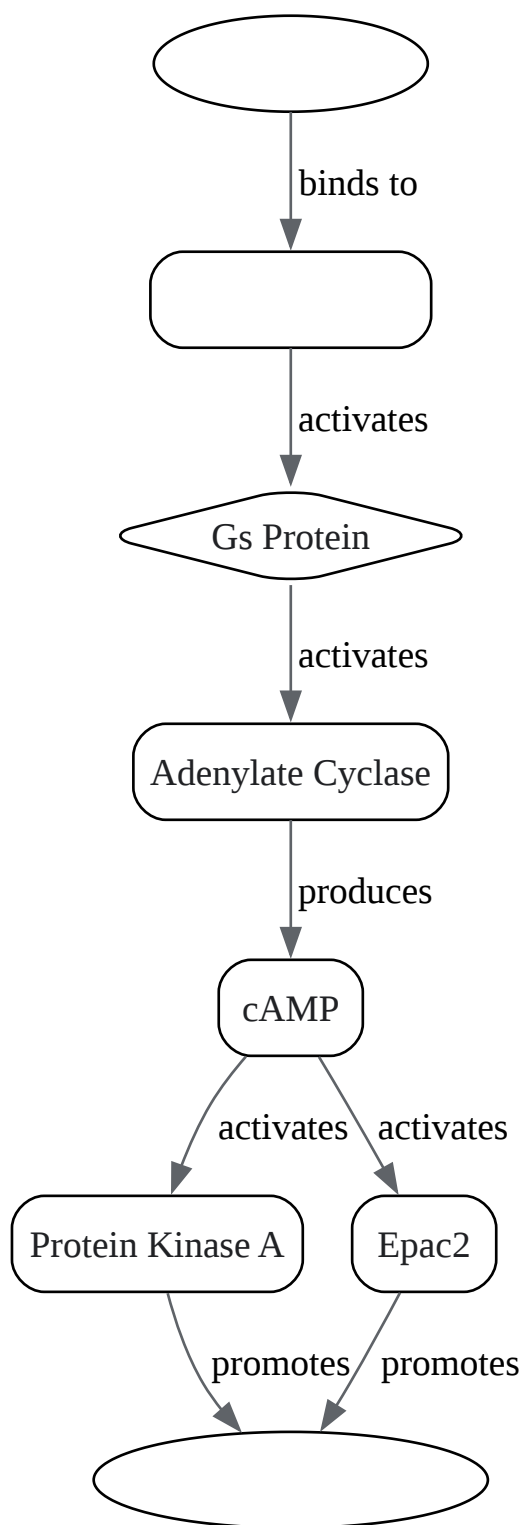 binds to
activates
Gs Protein
activates
Adenylate Cyclase
produces
cAMP
activates activates
Protein Kinase A Epac2
promotes promotes